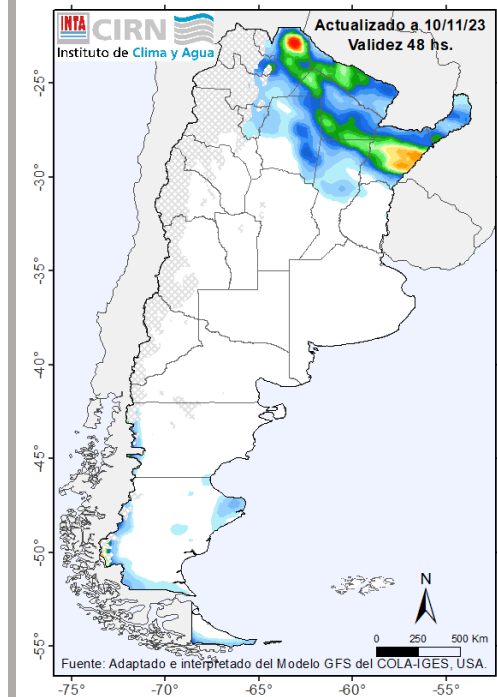 INTA CIRN
Instituto de Clima y Agua
Actualizado a 10/11/23
Validez 48 hs.
-25°
-30°
-35°
-40°
-45°
-50°
-55°
N
0 250 500 Km
Fuente: Adaptado e interpretado del Modelo GFS del COLA-IGES, USA.
-75° -70° -65° -60° -55°